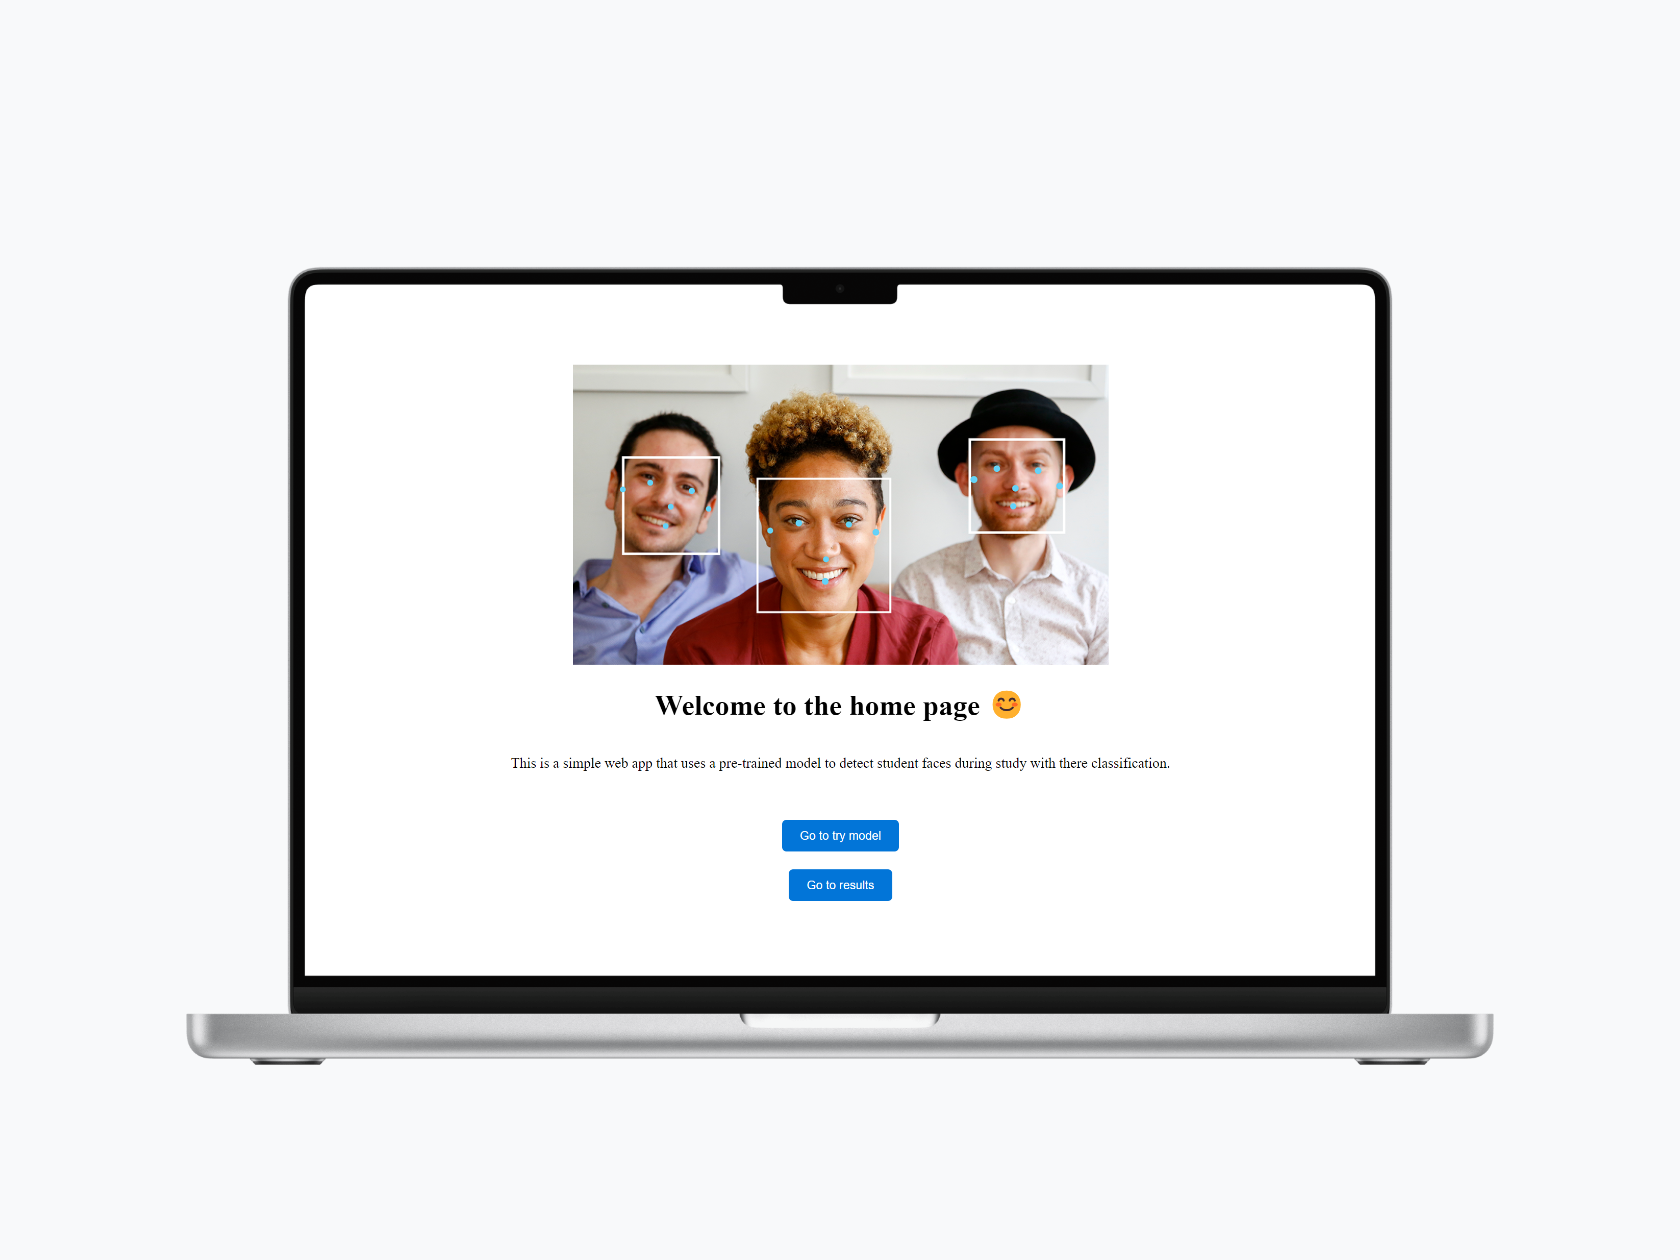 Welcome to the home page 😊
This is a simple web app that uses a pre-trained model to detect student faces during study with there classification.
Go to try model
Go to results